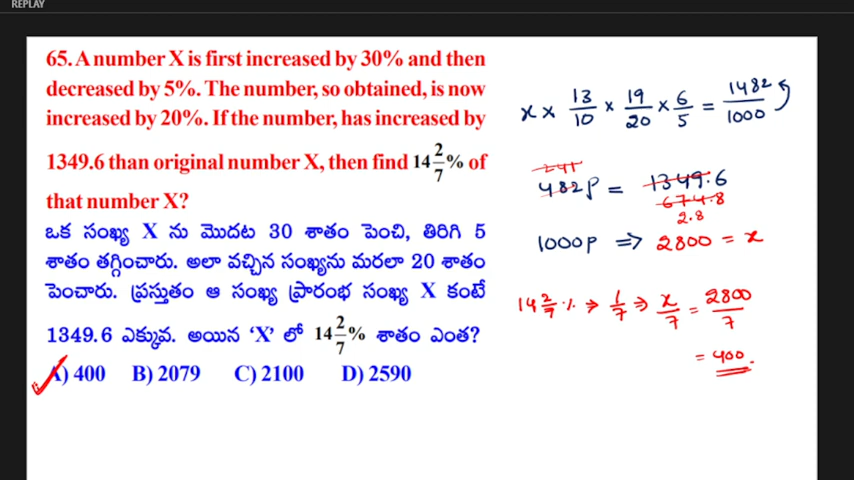 REPLAY
65. A number X is first increased by 30% and then
decreased by 5%. The number, so obtained, is now
increased by 20%. If the number, has increased by
1349.6 than original number X, then find 14 2/7 % of
that number X?
ఒక సంఖ్య X ను మొదట 30 శాతం పెంచి, తిరిగి 5
శాతం తగ్గించారు. అలా వచ్చిన సంఖ్యను మరలా 20 శాతం
పెంచారు. ప్రస్తుతం ఆ సంఖ్య ప్రారంభ సంఖ్య X కంటే
1349.6 ఎక్కువ. అయిన ‘X’ లో 14 2/7 % శాతం ఎంత?
A) 400 B) 2079 C) 2100 D) 2590
x × 13/10 × 19/20 × 6/5 = 1482/1000
241
482p = 1349.6
674.8
2.8
1000p ⇒ 2800 = x
14 2/7 % ⇒ 1/7 ⇒ x/7 = 2800/7
= 400.